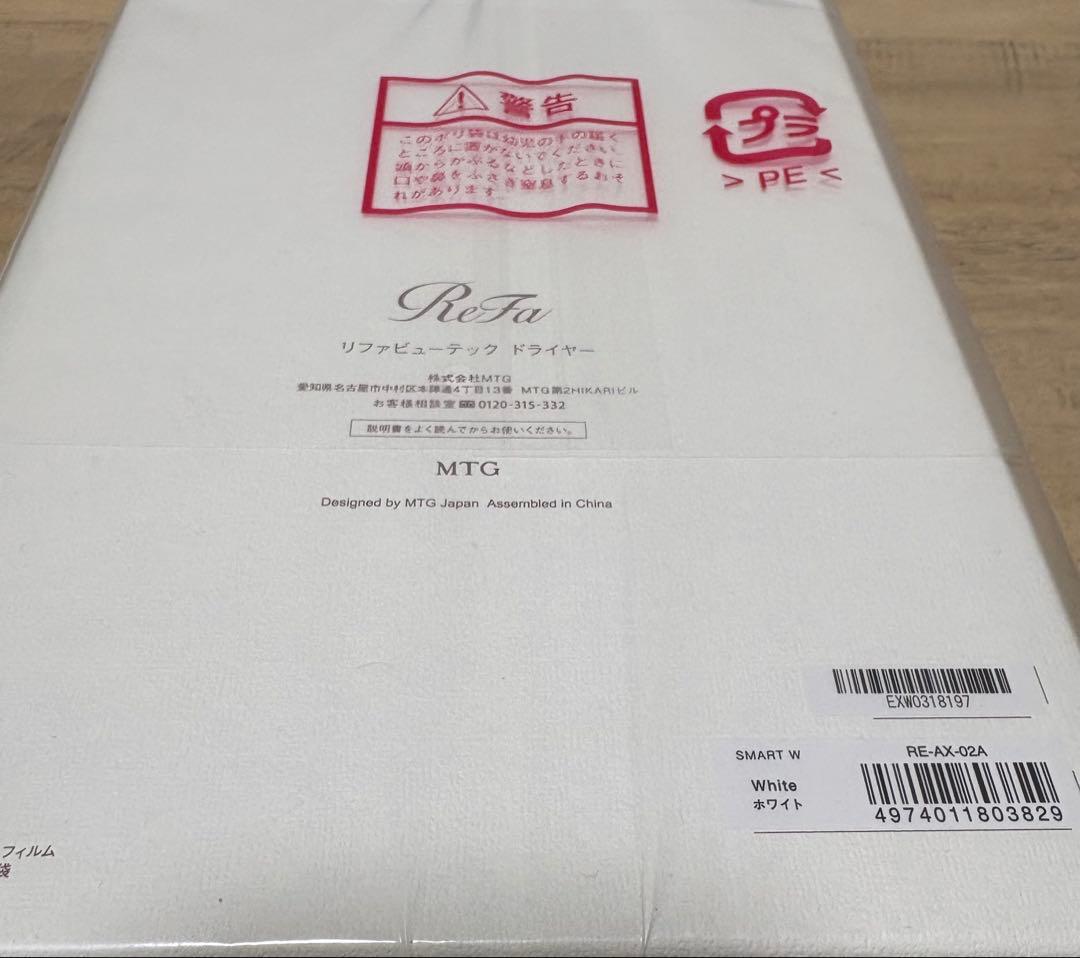 警告
このポリ袋は幼児の手の届く
ところに置かないでください
頭からかぶるなどしたときに
口や鼻をふさぎ窒息するおそ
れがあります
プラ
> PE <
ReFa
リファビューテック ドライヤー
株式会社MTG
愛知県名古屋市中村区本陣通4丁目13番 MTG第2HIKARIビル
お客様相談室 0120-315-332
説明書をよく読んでからお使いください。
MTG
Designed by MTG Japan Assembled in China
EXW0318197
SMART W RE-AX-02A
White
ホワイト
4974011803829
フィルム
袋